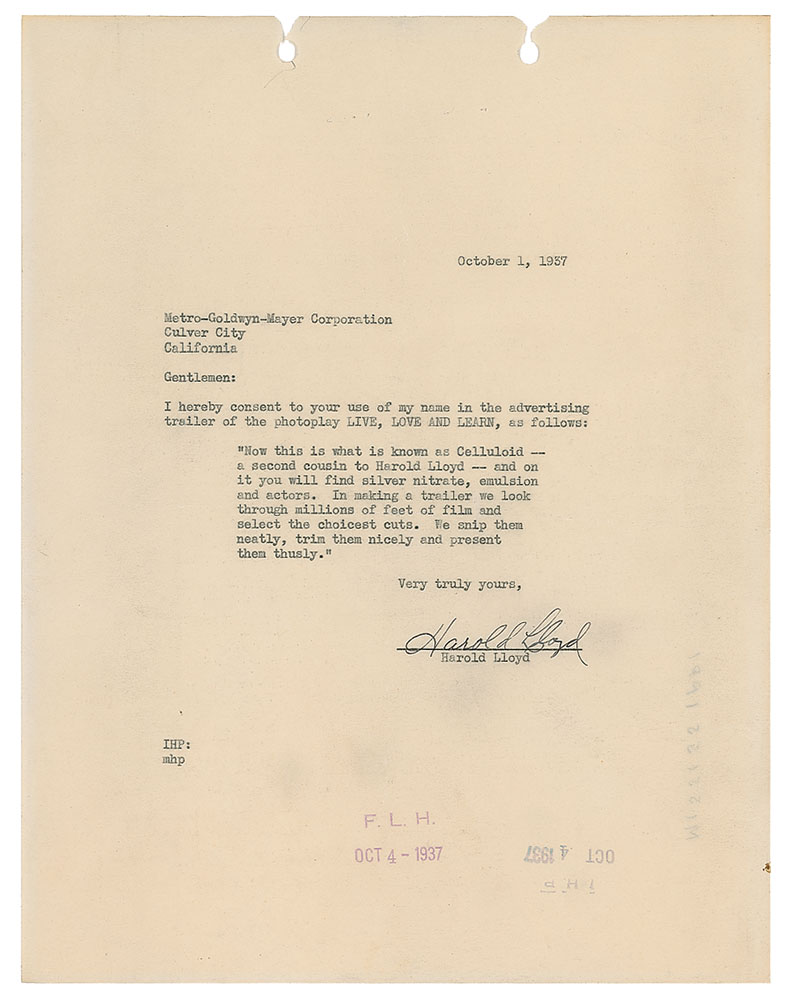 October 1, 1937
Metro-Goldwyn-Mayer Corporation
Culver City
California
Gentlemen:
I hereby consent to your use of my name in the advertising
trailer of the photoplay LIVE, LOVE AND LEARN, as follows:
"Now this is what is known as Celluloid --
a second cousin to Harold Lloyd -- and on
it you will find silver nitrate, emulsion
and actors. In making a trailer we look
through millions of feet of film and
select the choicest cuts. We snip them
neatly, trim them nicely and present
them thusly."
Very truly yours,
Harold Lloyd
Harold Lloyd
IHP:
mhp
F. L. H.
OCT 4 - 1937
OCT 4 1937